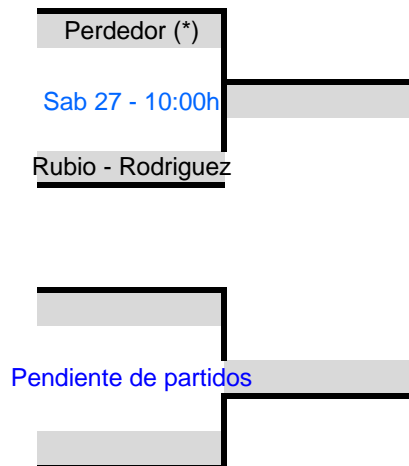 Perdedor (*)
Sab 27 - 10:00h
Rubio - Rodriguez
Pendiente de partidos